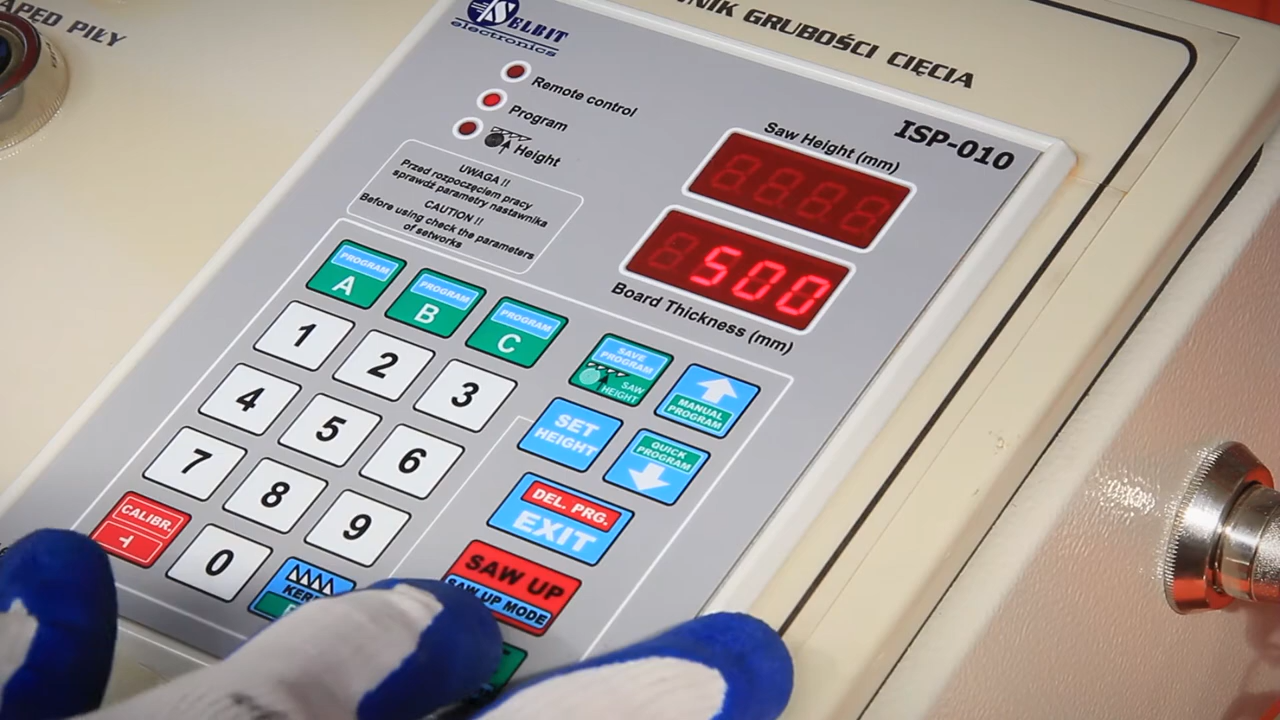 APĘD PIŁY
NIK GRUBOŚCI CIĘCIA
SELBIT
electronics
ISP-010
Remote control
Program
Height
Saw Height (mm)
UWAGA !!
Przed rozpoczęciem pracy
sprawdź parametry nastawnika
CAUTION !!
Before using check the parameters
of setworks
500
Board Thickness (mm)
PROGRAM
A
PROGRAM
B
PROGRAM
C
SAVE
PROGRAM
SAW
HEIGHT
MANUAL
PROGRAM
1
2
3
SET
HEIGHT
QUICK
PROGRAM
4
5
6
DEL. PRG.
EXIT
7
8
9
SAW UP
SAW UP MODE
CALIBR.
0
KER